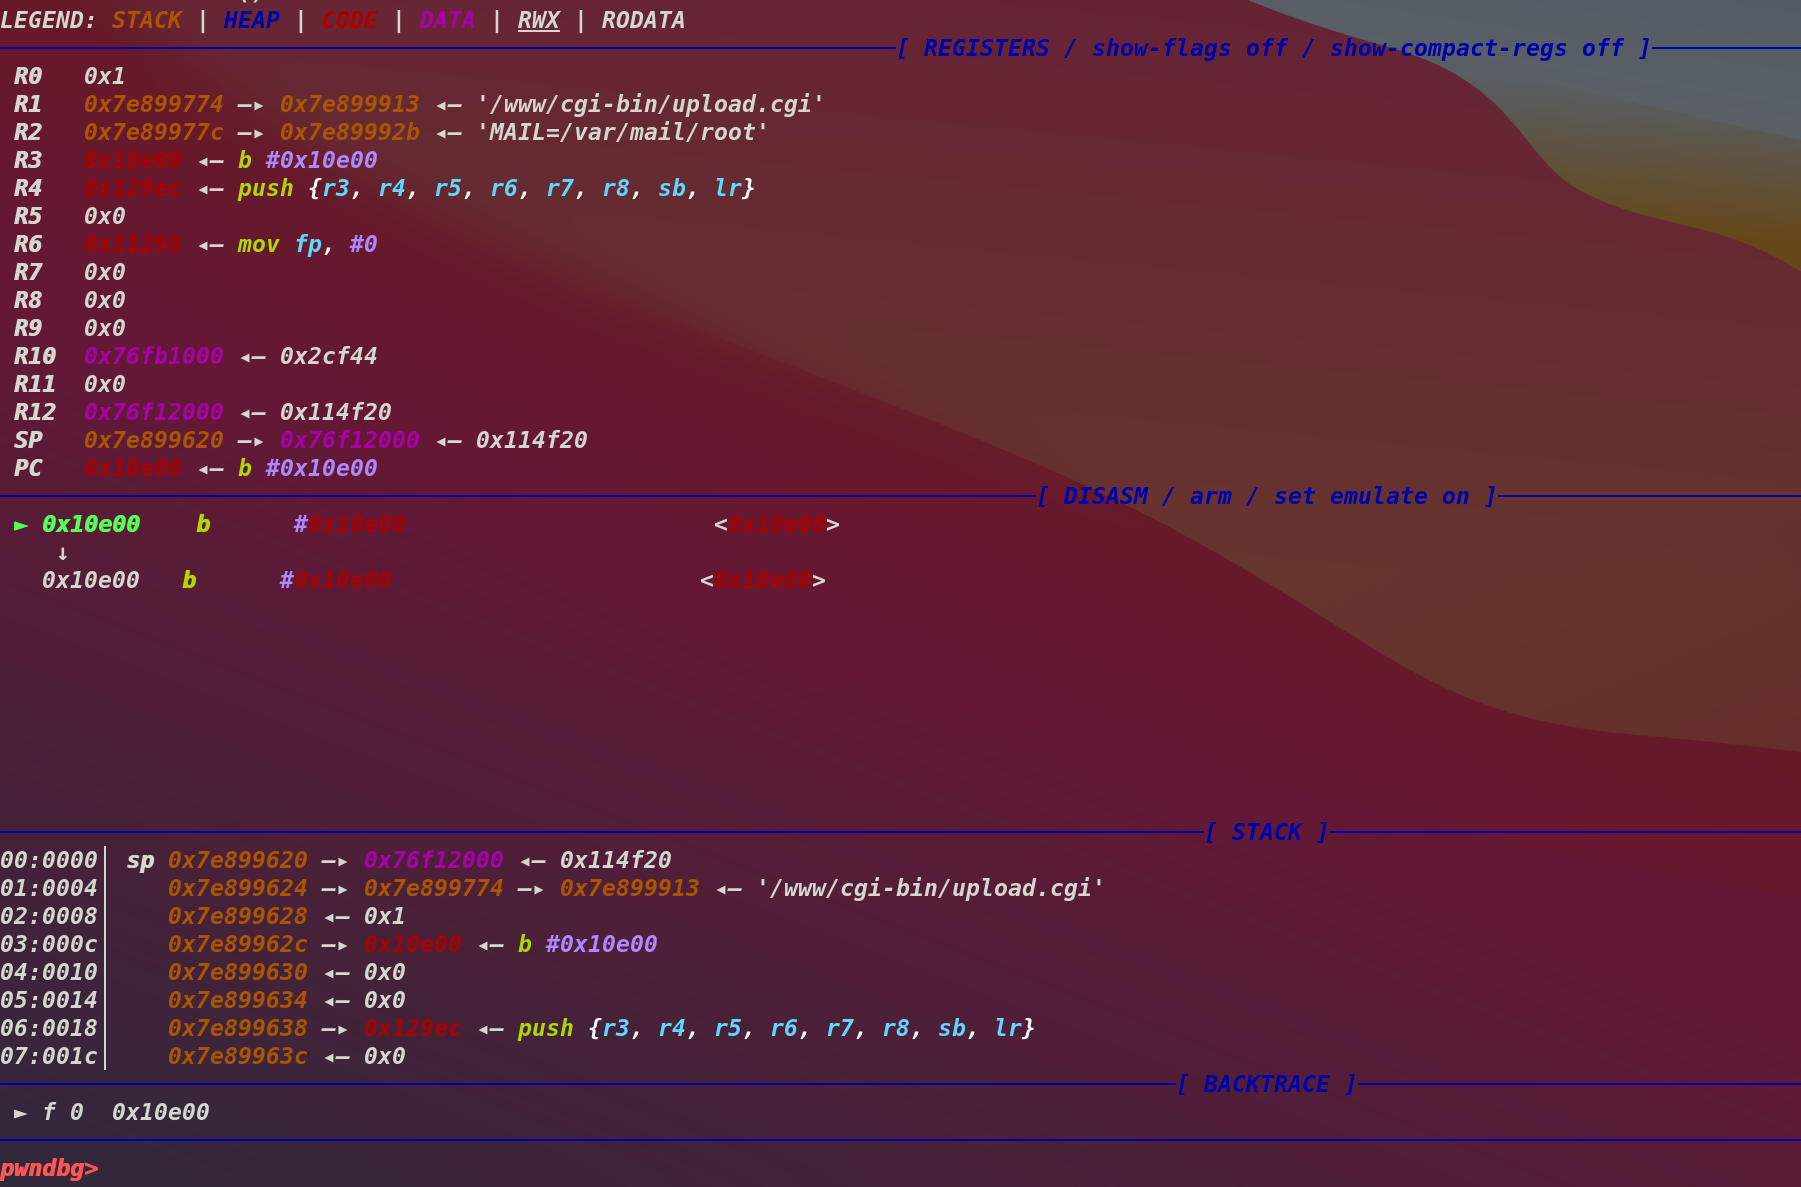 LEGEND: STACK | HEAP | CODE | DATA | RWX | RODATA
[ REGISTERS / show-flags off / show-compact-regs off ]
R0 0x1
R1 0x7e899774 —▸ 0x7e899913 ◂— '/www/cgi-bin/upload.cgi'
R2 0x7e89977c —▸ 0x7e89992b ◂— 'MAIL=/var/mail/root'
R3 0x10e00 ◂— b #0x10e00
R4 0x129ec ◂— push {r3, r4, r5, r6, r7, r8, sb, lr}
R5 0x0
R6 0x11298 ◂— mov fp, #0
R7 0x0
R8 0x0
R9 0x0
R10 0x76fb1000 ◂— 0x2cf44
R11 0x0
R12 0x76f12000 ◂— 0x114f20
SP 0x7e899620 —▸ 0x76f12000 ◂— 0x114f20
PC 0x10e00 ◂— b #0x10e00
[ DISASM / arm / set emulate on ]
► 0x10e00 b #0x10e00 <0x10e00>
↓
0x10e00 b #0x10e00 <0x10e00>
[ STACK ]
00:0000│ sp 0x7e899620 —▸ 0x76f12000 ◂— 0x114f20
01:0004│ 0x7e899624 —▸ 0x7e899774 —▸ 0x7e899913 ◂— '/www/cgi-bin/upload.cgi'
02:0008│ 0x7e899628 ◂— 0x1
03:000c│ 0x7e89962c —▸ 0x10e00 ◂— b #0x10e00
04:0010│ 0x7e899630 ◂— 0x0
05:0014│ 0x7e899634 ◂— 0x0
06:0018│ 0x7e899638 —▸ 0x129ec ◂— push {r3, r4, r5, r6, r7, r8, sb, lr}
07:001c│ 0x7e89963c ◂— 0x0
[ BACKTRACE ]
► f 0 0x10e00
pwndbg>